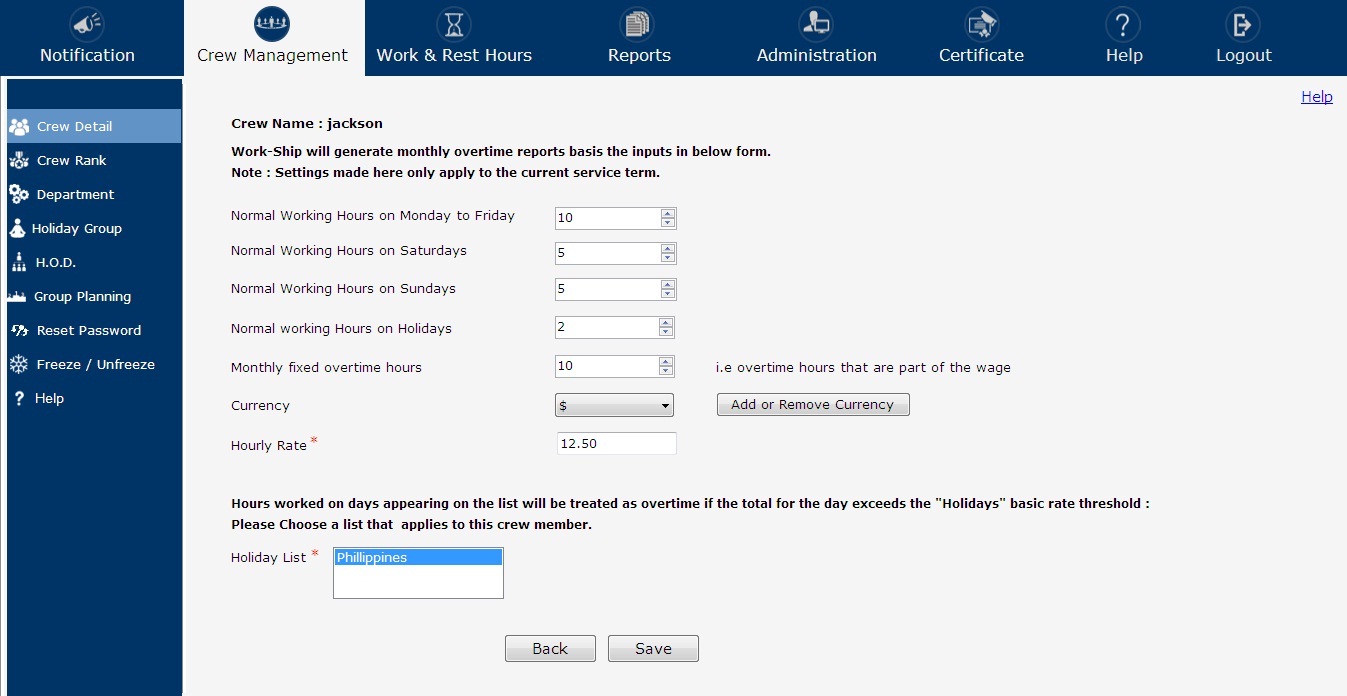 Notification
Crew Management
Work & Rest Hours
Reports
Administration
Certificate
Help
Logout
Help
Crew Detail
Crew Rank
Department
Holiday Group
H.O.D.
Group Planning
Reset Password
Freeze / Unfreeze
? Help
Crew Name : jackson
Work-Ship will generate monthly overtime reports basis the inputs in below form.
Note : Settings made here only apply to the current service term.
Normal Working Hours on Monday to Friday 10
Normal Working Hours on Saturdays 5
Normal Working Hours on Sundays 5
Normal working Hours on Holidays 2
Monthly fixed overtime hours 10 i.e overtime hours that are part of the wage
Currency $ Add or Remove Currency
Hourly Rate * 12.50
Hours worked on days appearing on the list will be treated as overtime if the total for the day exceeds the "Holidays" basic rate threshold :
Please Choose a list that applies to this crew member.
Holiday List * Phillippines
Back Save